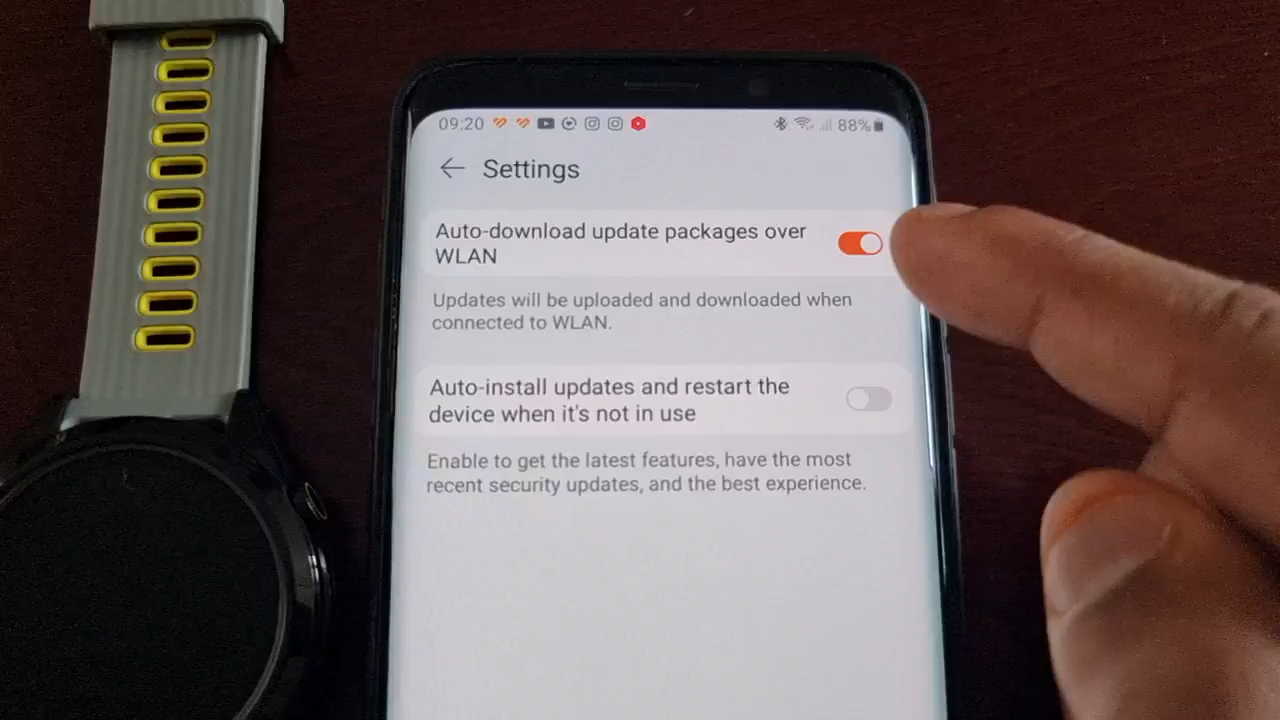 09:20 88%
Settings
Auto-download update packages over
WLAN
Updates will be uploaded and downloaded when
connected to WLAN.
Auto-install updates and restart the
device when it's not in use
Enable to get the latest features, have the most
recent security updates, and the best experience.